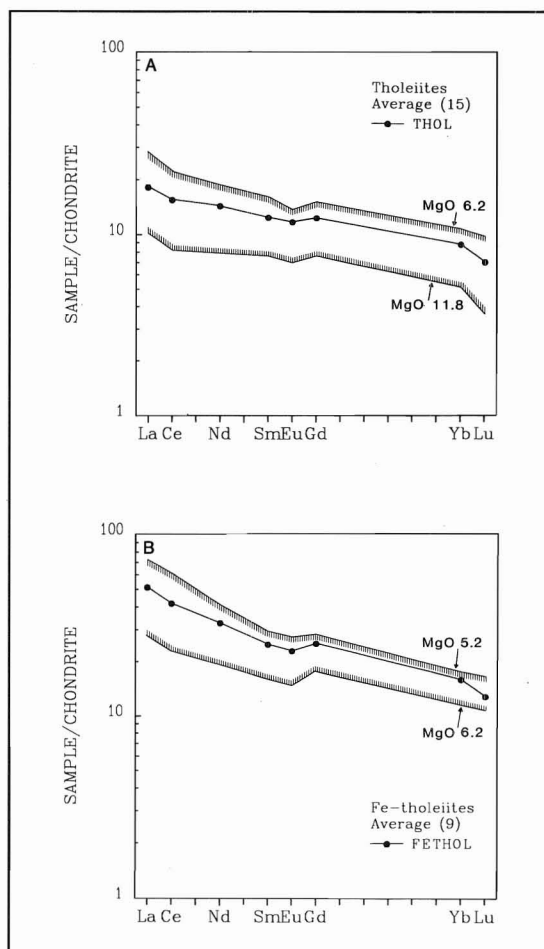 A
Tholeiites
Average (15)
THOL
100
10
1
SAMPLE/CHONDRITE
MgO 6.2
MgO 11.8
La Ce Nd Sm Eu Gd Yb Lu
B
100
10
1
SAMPLE/CHONDRITE
MgO 5.2
MgO 6.2
Fe-tholeiites
Average (9)
FETHOL
La Ce Nd Sm Eu Gd Yb Lu